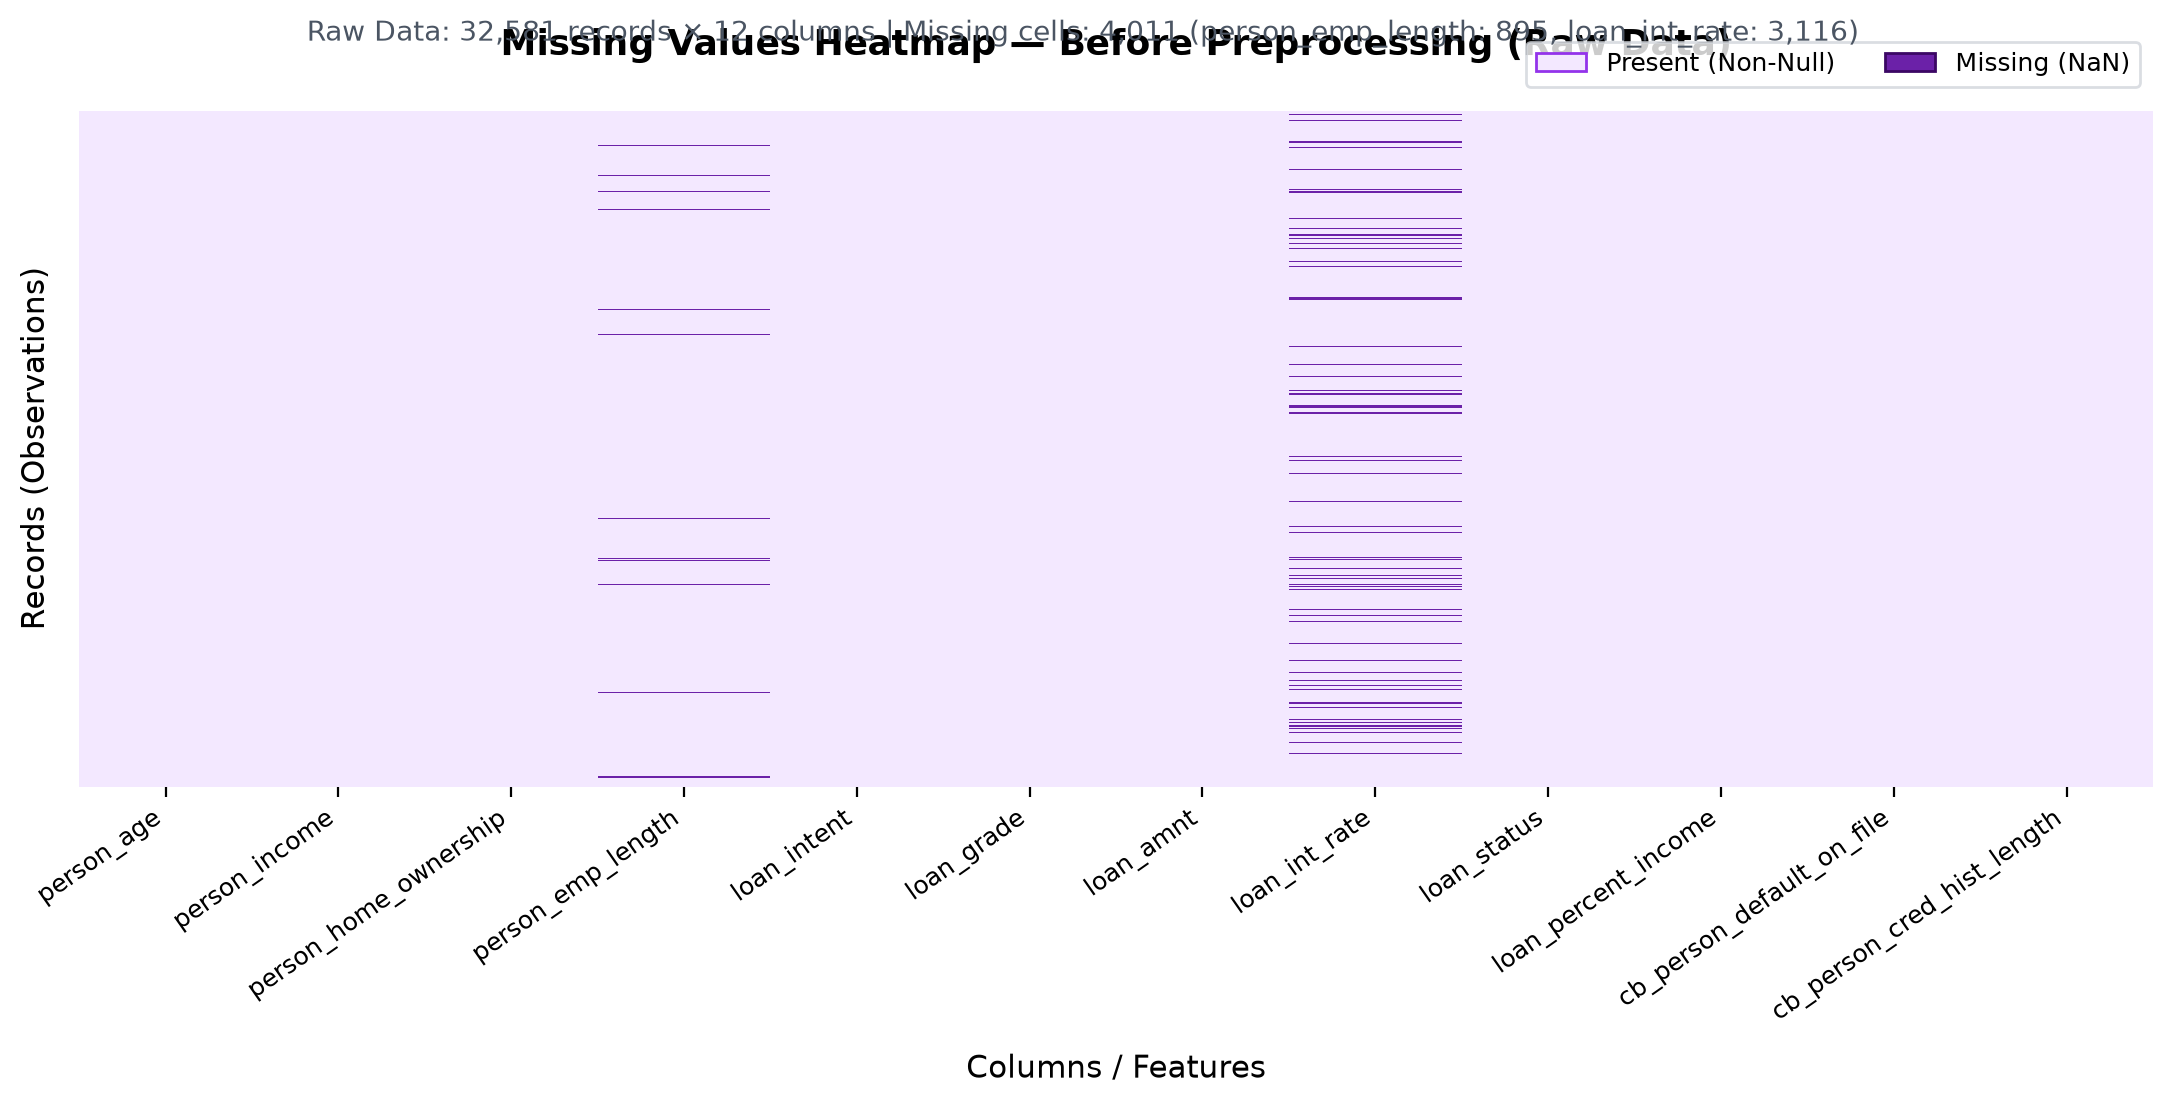 Raw Data: 32,581 records × 12 columns | Missing cells: 4,011 (person_emp_length: 895, loan_int_rate: 3,116)
Missing Values Heatmap — Before Preprocessing (Raw Data)
Present (Non-Null)
Missing (NaN)
Records (Observations)
person_age
person_income
person_home_ownership
person_emp_length
loan_intent
loan_grade
loan_amnt
loan_int_rate
loan_status
loan_percent_income
cb_person_default_on_file
cb_person_cred_hist_length
Columns / Features